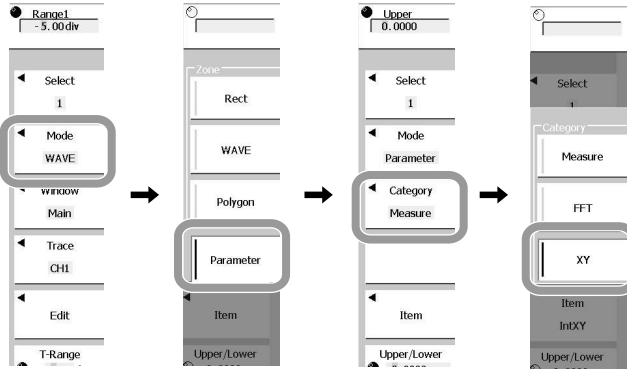 Range1
- 5.00div
Select
1
Mode
WAVE
Window
Main
Trace
CH1
Edit
T-Range
Zone
Rect
WAVE
Polygon
Parameter
Item
Upper/Lower
Upper
0.0000
Select
1
Mode
Parameter
Category
Measure
Item
Upper/Lower
Select
1
Category
Measure
FFT
XY
Item
IntXY
Upper/Lower